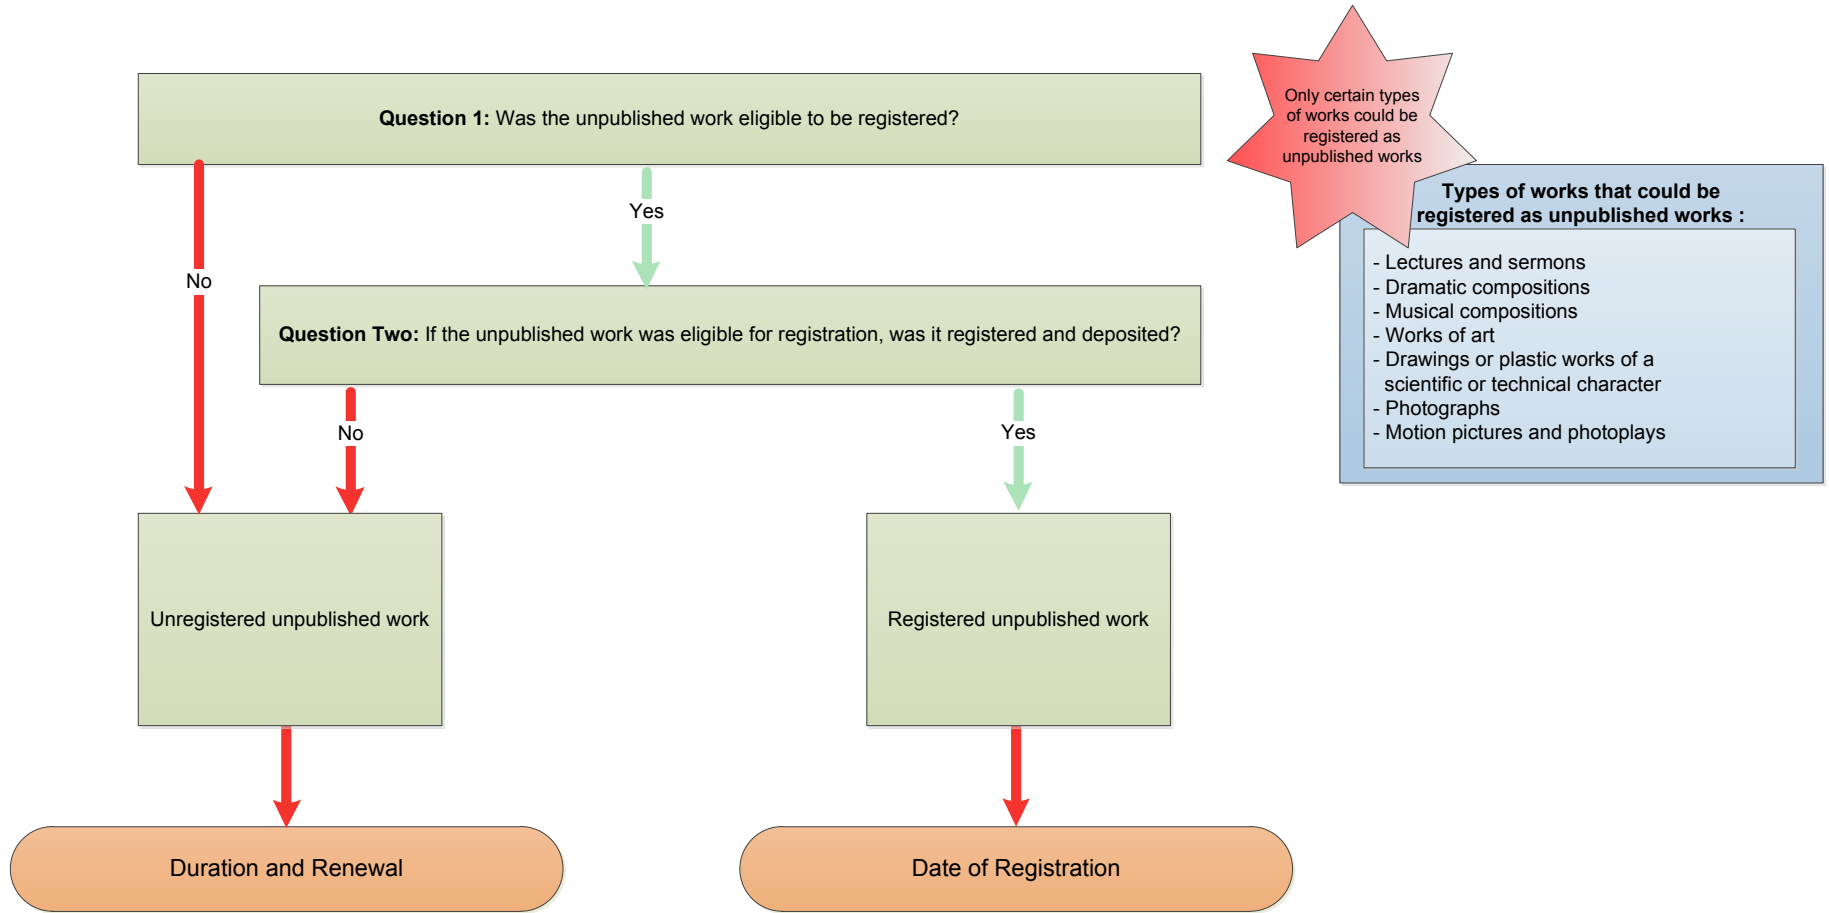 Question 1: Was the unpublished work eligible to be registered?
Only certain types
of works could be
registered as
unpublished works
Types of works that could be
registered as unpublished works :
- Lectures and sermons
- Dramatic compositions
- Musical compositions
- Works of art
- Drawings or plastic works of a
scientific or technical character
- Photographs
- Motion pictures and photoplays
Yes
No
Question Two: If the unpublished work was eligible for registration, was it registered and deposited?
No
Yes
Unregistered unpublished work
Registered unpublished work
Duration and Renewal
Date of Registration